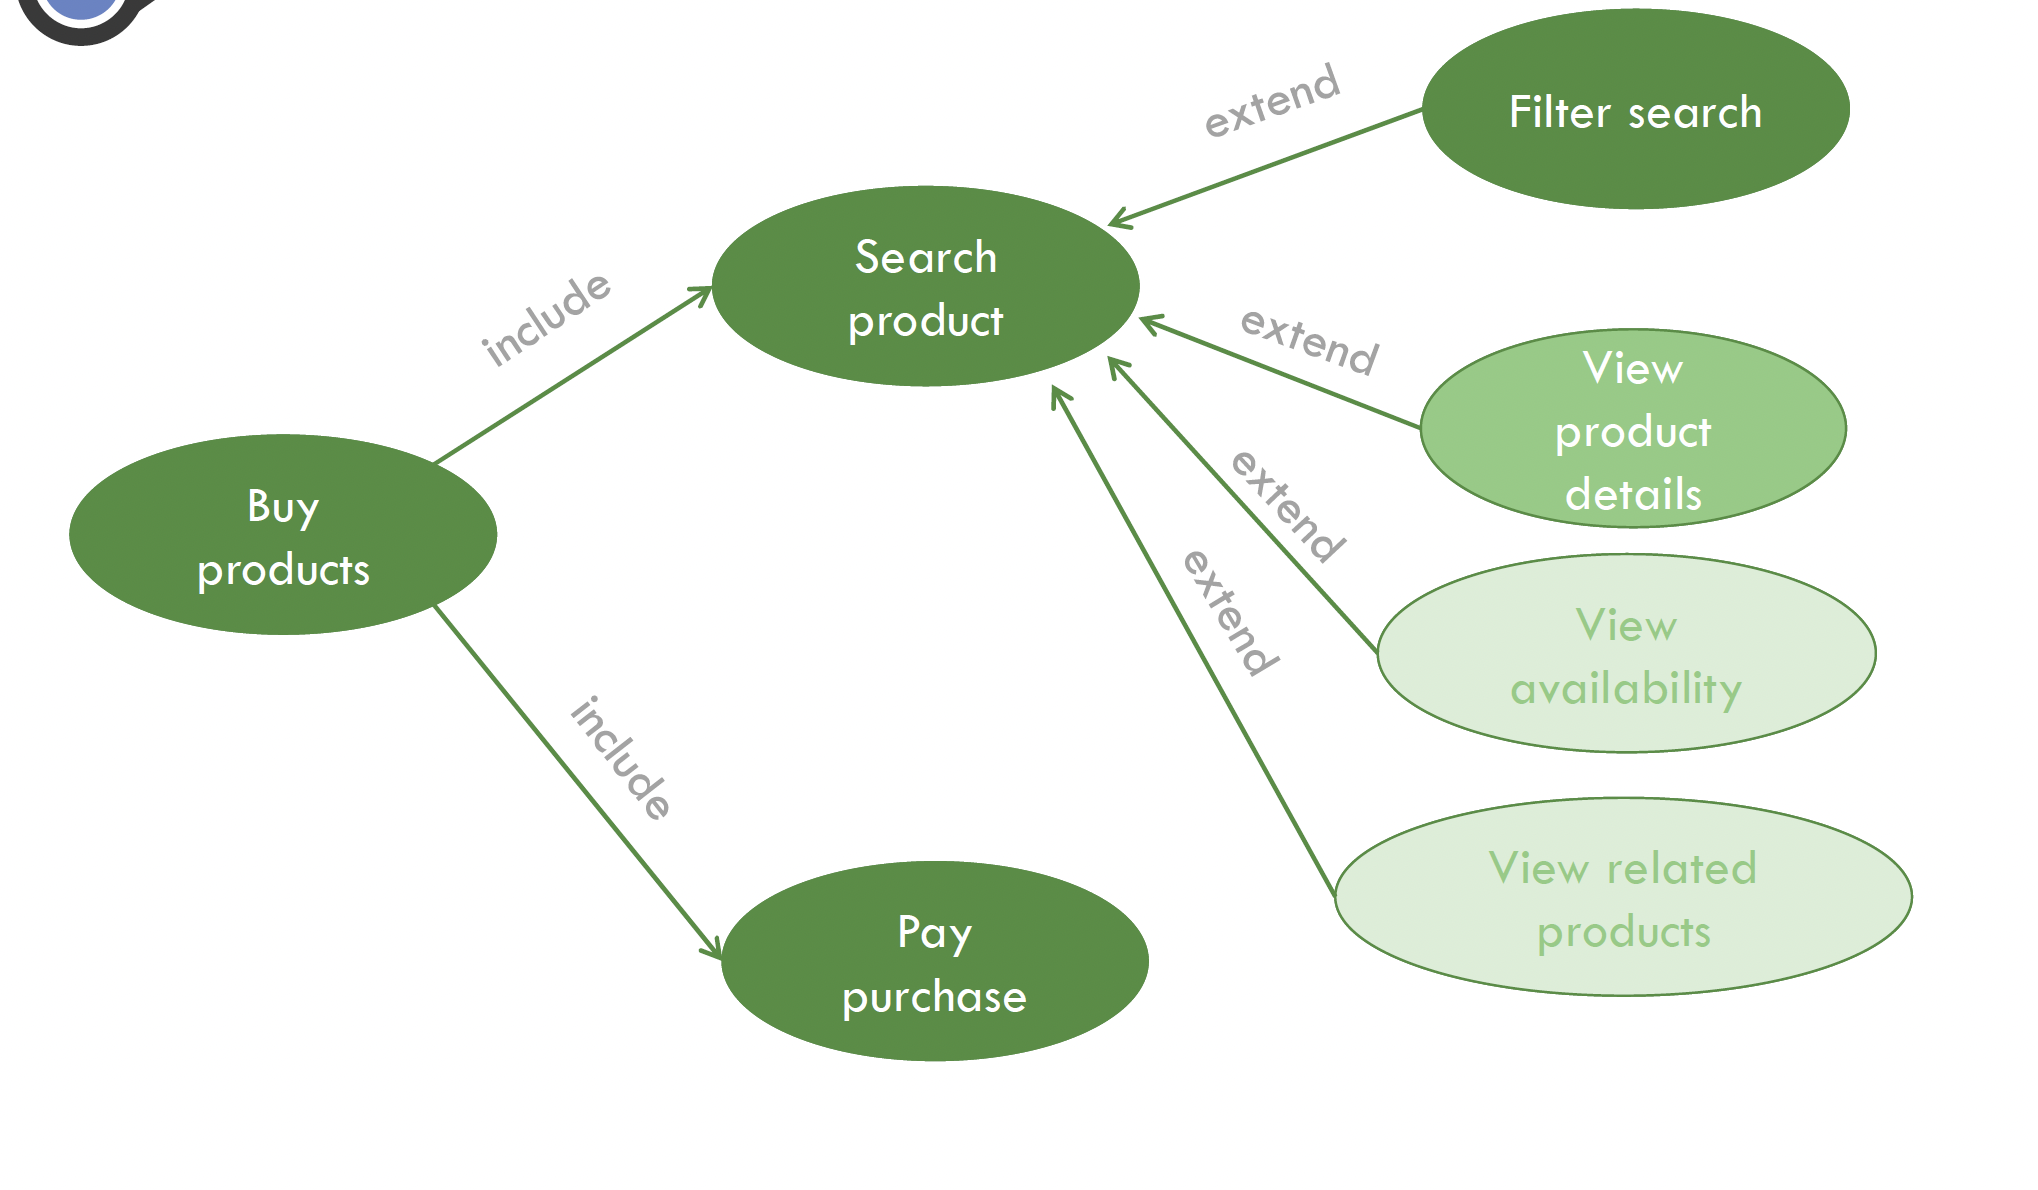 extend
Filter search
Search
product
include
extend
View
product
details
Buy
products
extend
extend
View
availability
include
View related
products
Pay
purchase